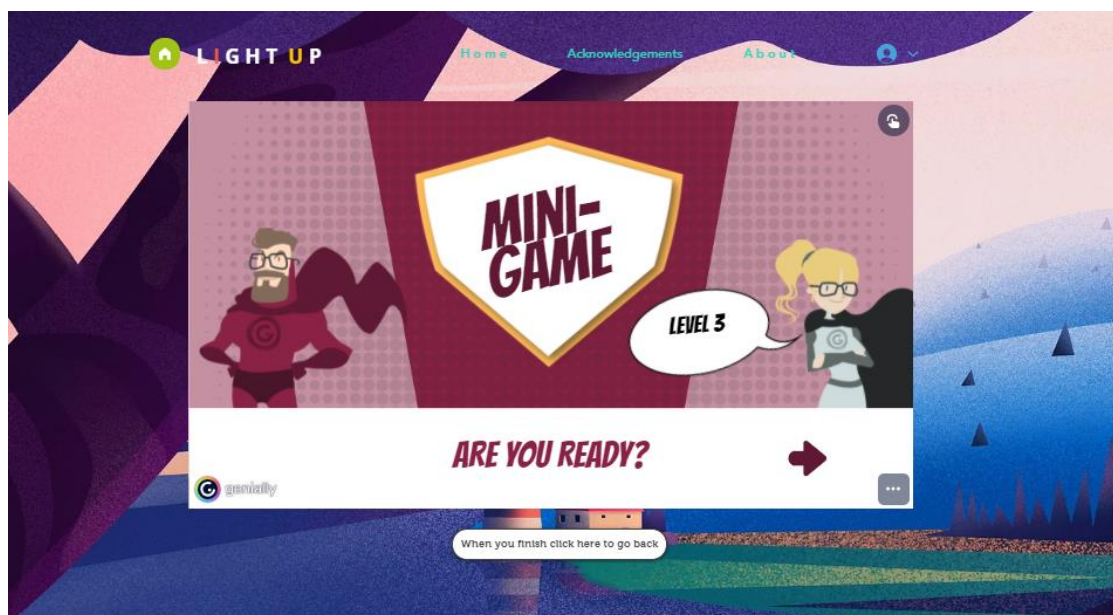 LIGHT UP
Home Acknowledgements About
MINI-
GAME
LEVEL 3
G
G
ARE YOU READY?
genially
When you finish click here to go back